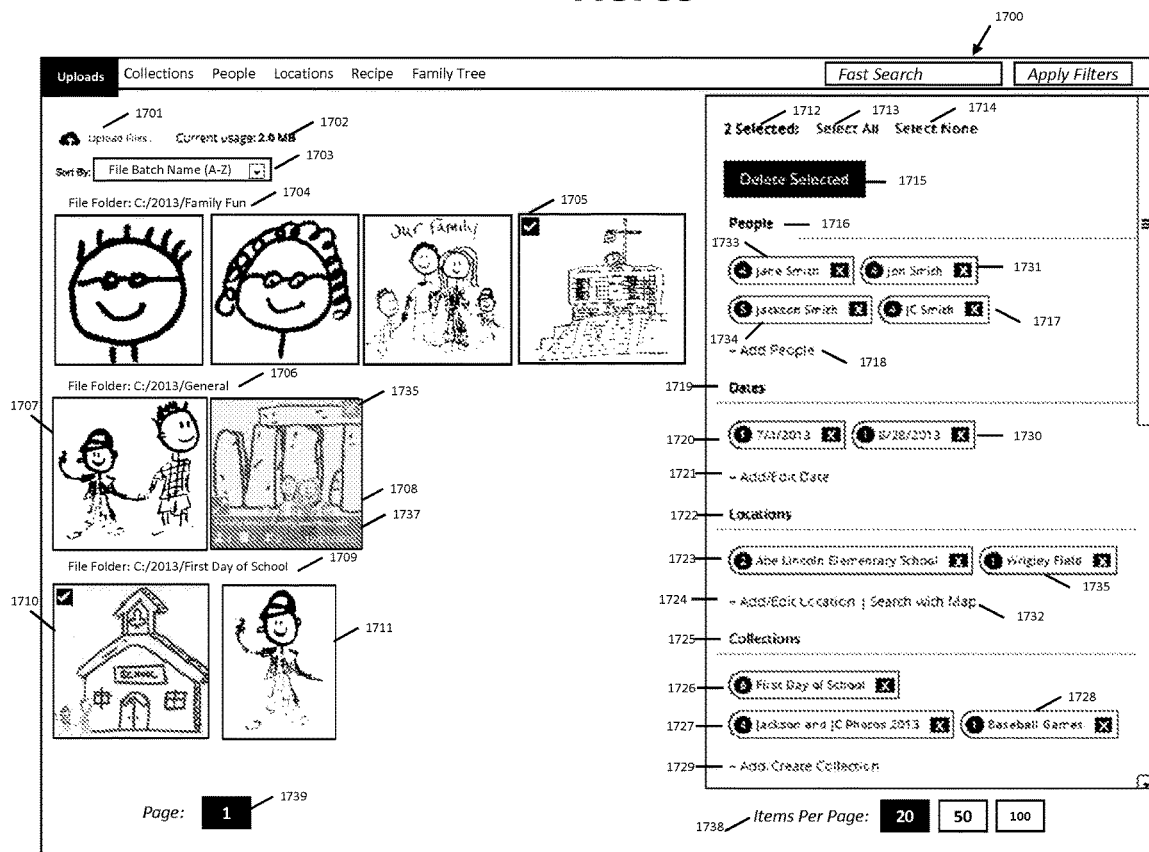 1700
Uploads Collections People Locations Recipe Family Tree Fast Search Apply Filters
1701
Upload Files
1702
Current usage: 2.0 MB
1703
Sort By: File Batch Name (A-Z)
1704
File Folder: C:/2013/Family Fun
1705
Our Family
1706
File Folder: C:/2013/General
1707
1735
1708
1737
1709
File Folder: C:/2013/First Day of School
1710
1711
Page: 1
1739
1712 1713 1714
2 Selected: Select All Select None
Delete Selected 1715
People 1716
1733
Jane Smith X Jon Smith X 1731
Jackson Smith X JC Smith X 1717
1734
Add People 1718
1719 Dates
1720 X X 1730
1721 Add/Edit Date
1722 Locations
1723 2 Abe Lincoln Elementary School X 1 Wrigley Field X
1735
1724 Add/Edit Location | Search with Map
1732
1725 Collections
1726 First Day of School X
1728
1727 Jackson and JC Photos 2013 X 1 Baseball Games X
1729 Add/Create Collection
1738 Items Per Page: 20 50 100